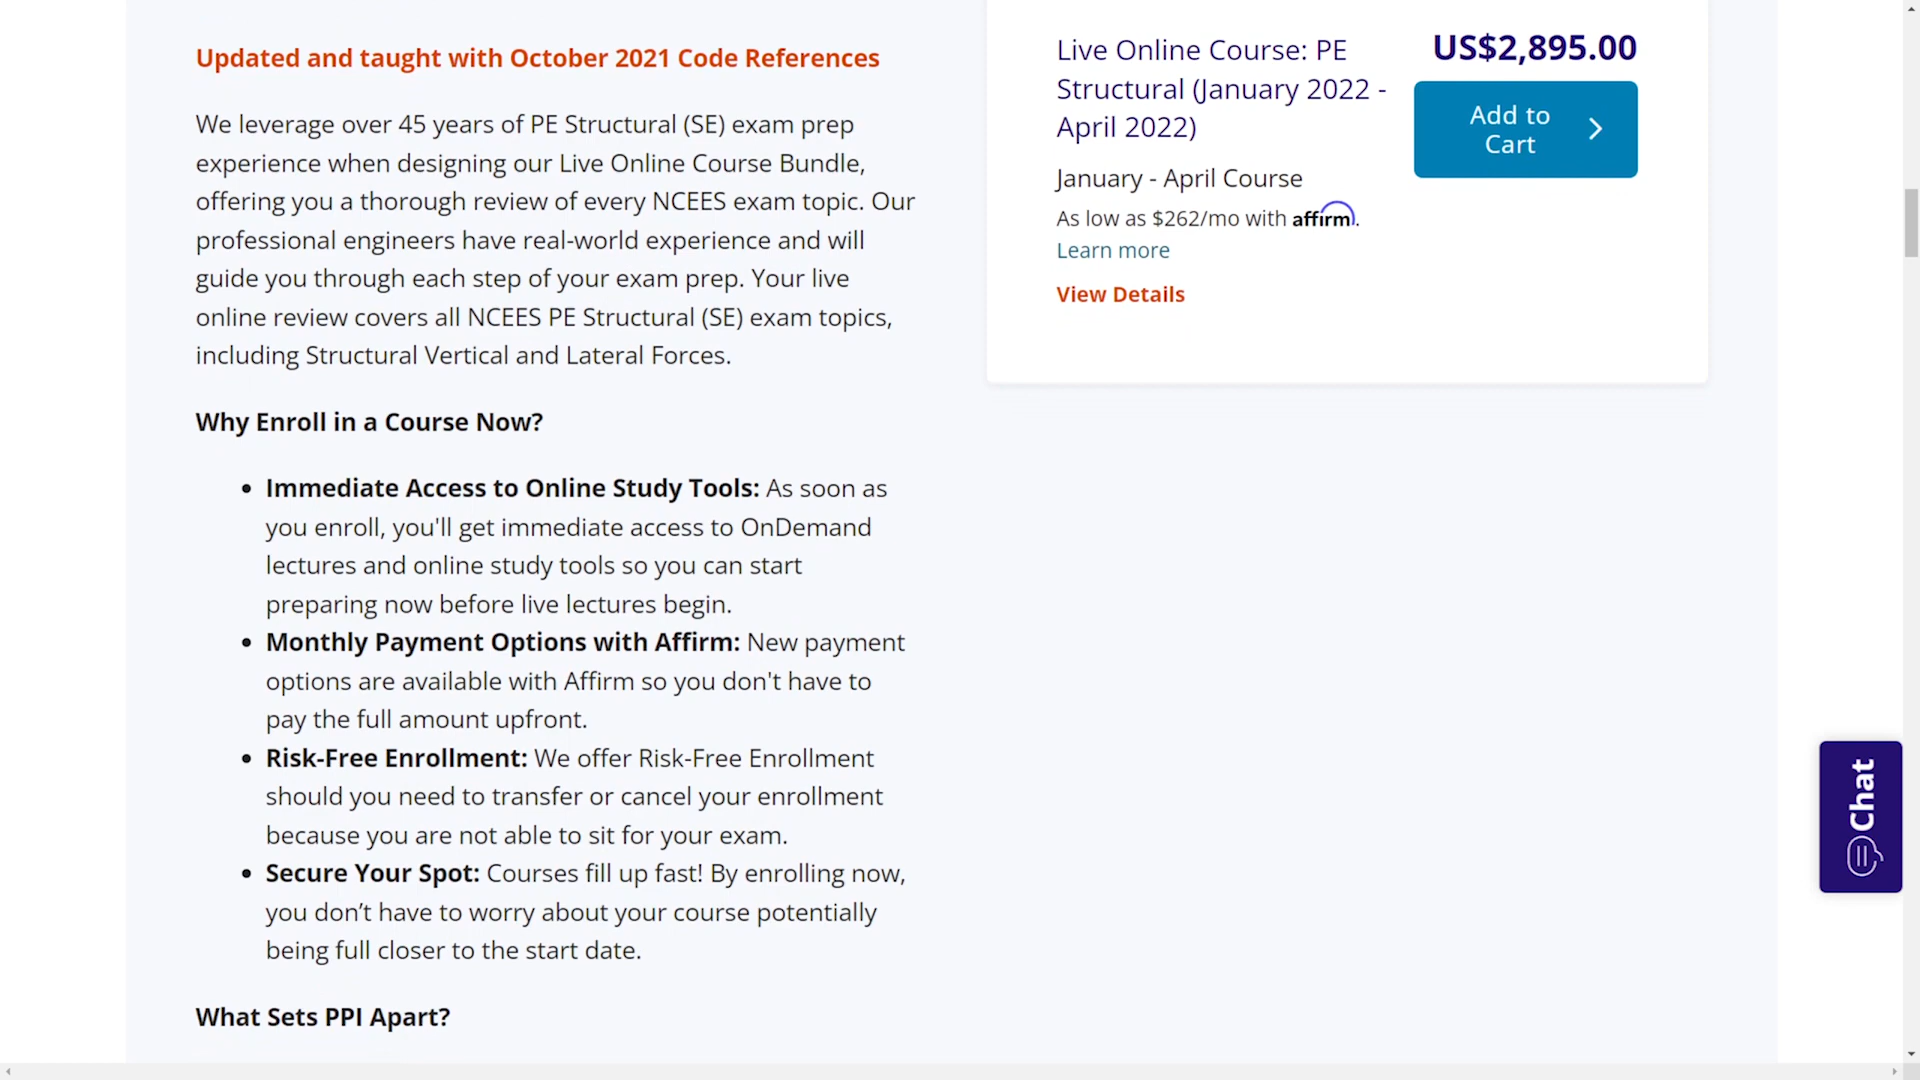 Updated and taught with October 2021 Code References
We leverage over 45 years of PE Structural (SE) exam prep
experience when designing our Live Online Course Bundle,
offering you a thorough review of every NCEES exam topic. Our
professional engineers have real-world experience and will
guide you through each step of your exam prep. Your live
online review covers all NCEES PE Structural (SE) exam topics,
including Structural Vertical and Lateral Forces.
Why Enroll in a Course Now?
• Immediate Access to Online Study Tools: As soon as
you enroll, you'll get immediate access to OnDemand
lectures and online study tools so you can start
preparing now before live lectures begin.
• Monthly Payment Options with Affirm: New payment
options are available with Affirm so you don't have to
pay the full amount upfront.
• Risk-Free Enrollment: We offer Risk-Free Enrollment
should you need to transfer or cancel your enrollment
because you are not able to sit for your exam.
• Secure Your Spot: Courses fill up fast! By enrolling now,
you don’t have to worry about your course potentially
being full closer to the start date.
What Sets PPI Apart?
Live Online Course: PE
Structural (January 2022 -
April 2022)
January - April Course
As low as $262/mo with affirm.
Learn more
View Details
US$2,895.00
Add to
Cart
Chat